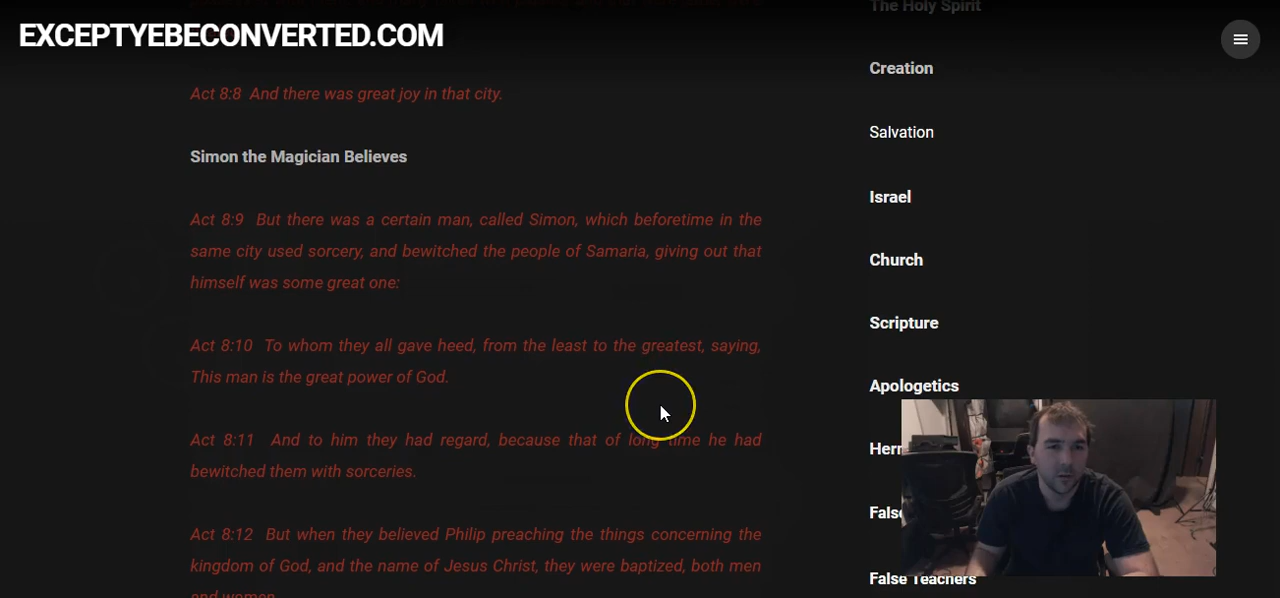 The Holy Spirit
EXCEPTYEBECONVERTED.COM
Creation
Act 8:8 And there was great joy in that city.
Salvation
Simon the Magician Believes
Israel
Act 8:9 But there was a certain man, called Simon, which beforetime in the
same city used sorcery, and bewitched the people of Samaria, giving out that
himself was some great one:
Church
Scripture
Act 8:10 To whom they all gave heed, from the least to the greatest, saying,
This man is the great power of God.
Apologetics
Act 8:11 And to him they had regard, because that of long time he had
bewitched them with sorceries.
Act 8:12 But when they believed Philip preaching the things concerning the
kingdom of God, and the name of Jesus Christ, they were baptized, both men
and women.
False Teachers